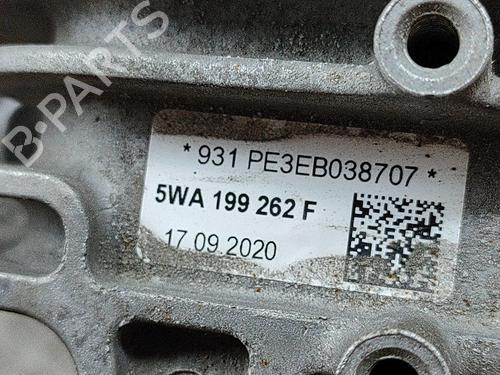 B-PARTS
* 931 PE3EB038707 *
5WA 199 262 F
17.09.2020